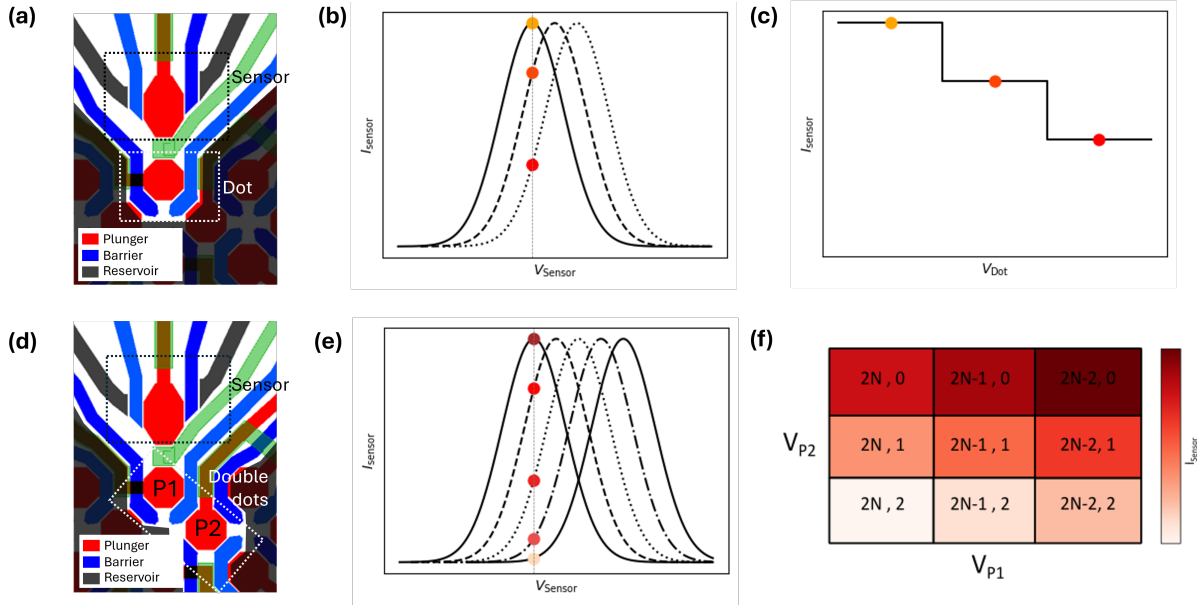 (a)
Sensor
Dot
Plunger
Barrier
Reservoir
(b)
I_sensor
V_Sensor
(c)
I_sensor
V_Dot
(d)
Sensor
Double
dots
P1
P2
Plunger
Barrier
Reservoir
(e)
I_sensor
V_Sensor
(f)
V_P2
2N , 0
2N-1 , 0
2N-2, 0
2N , 1
2N-1 , 1
2N-2, 1
2N , 2
2N-1 , 2
2N-2, 2
V_P1
I_Sensor